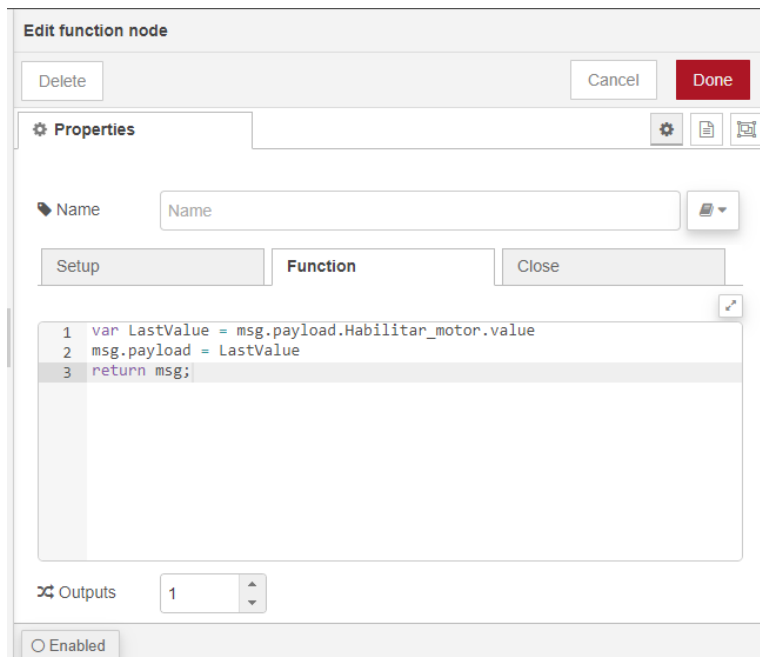 Edit function node
Delete
Cancel
Done
Properties
Name
Name
Setup
Function
Close
1 var LastValue = msg.payload.Habilitar_motor.value
2 msg.payload = LastValue
3 return msg;
Outputs
1
Enabled